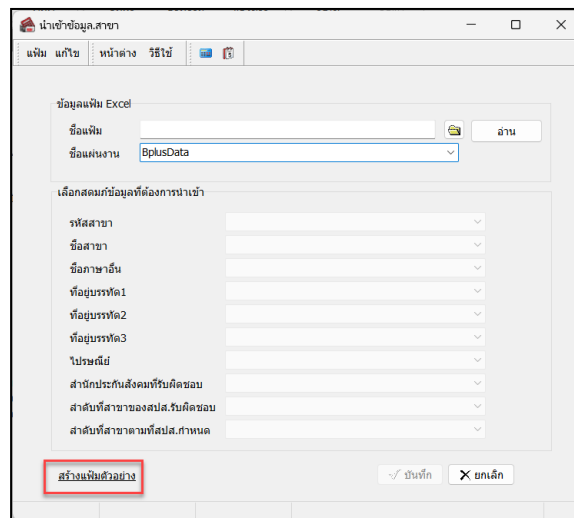 นำเข้าข้อมูล.สาขา
แฟ้ม แก้ไข หน้าต่าง วิธีใช้
ข้อมูลแฟ้ม Excel
ชื่อแฟ้ม อ่าน
ชื่อแผ่นงาน BplusData
เลือกสดมภ์ข้อมูลที่ต้องการนำเข้า
รหัสสาขา
ชื่อสาขา
ชื่อภาษาอื่น
ที่อยู่บรรทัด1
ที่อยู่บรรทัด2
ที่อยู่บรรทัด3
ไปรษณีย์
สำนักประกันสังคมที่รับผิดชอบ
ลำดับที่สาขาของสปส.รับผิดชอบ
ลำดับที่สาขาตามที่สปส.กำหนด
สร้างแฟ้มตัวอย่าง บันทึก ยกเลิก